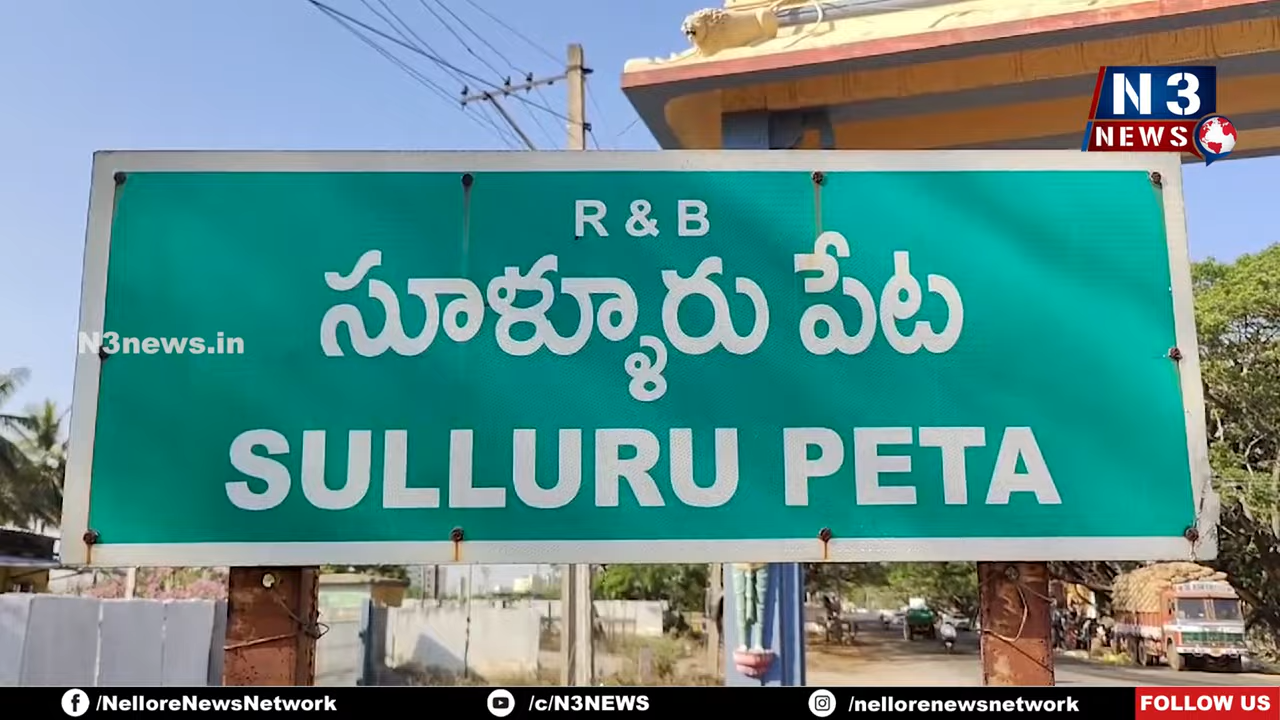 N3
NEWS
R & B
సూళ్ళూరు పేట
N3news.in
SULLURU PETA
/NelloreNewsNetwork
/c/N3NEWS
/nellorenewsnetwork
FOLLOW US